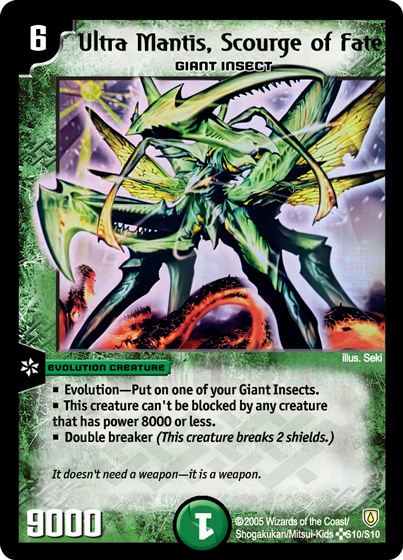 6
Ultra Mantis, Scourge of Fate
GIANT INSECT
illus. Seki
EVOLUTION CREATURE
▪ Evolution—Put on one of your Giant Insects.
▪ This creature can't be blocked by any creature
that has power 8000 or less.
▪ Double breaker (This creature breaks 2 shields.)
It doesn't need a weapon—it is a weapon.
9000
1
©2005 Wizards of the Coast/
Shogakukan/Mitsui-Kids S10/S10